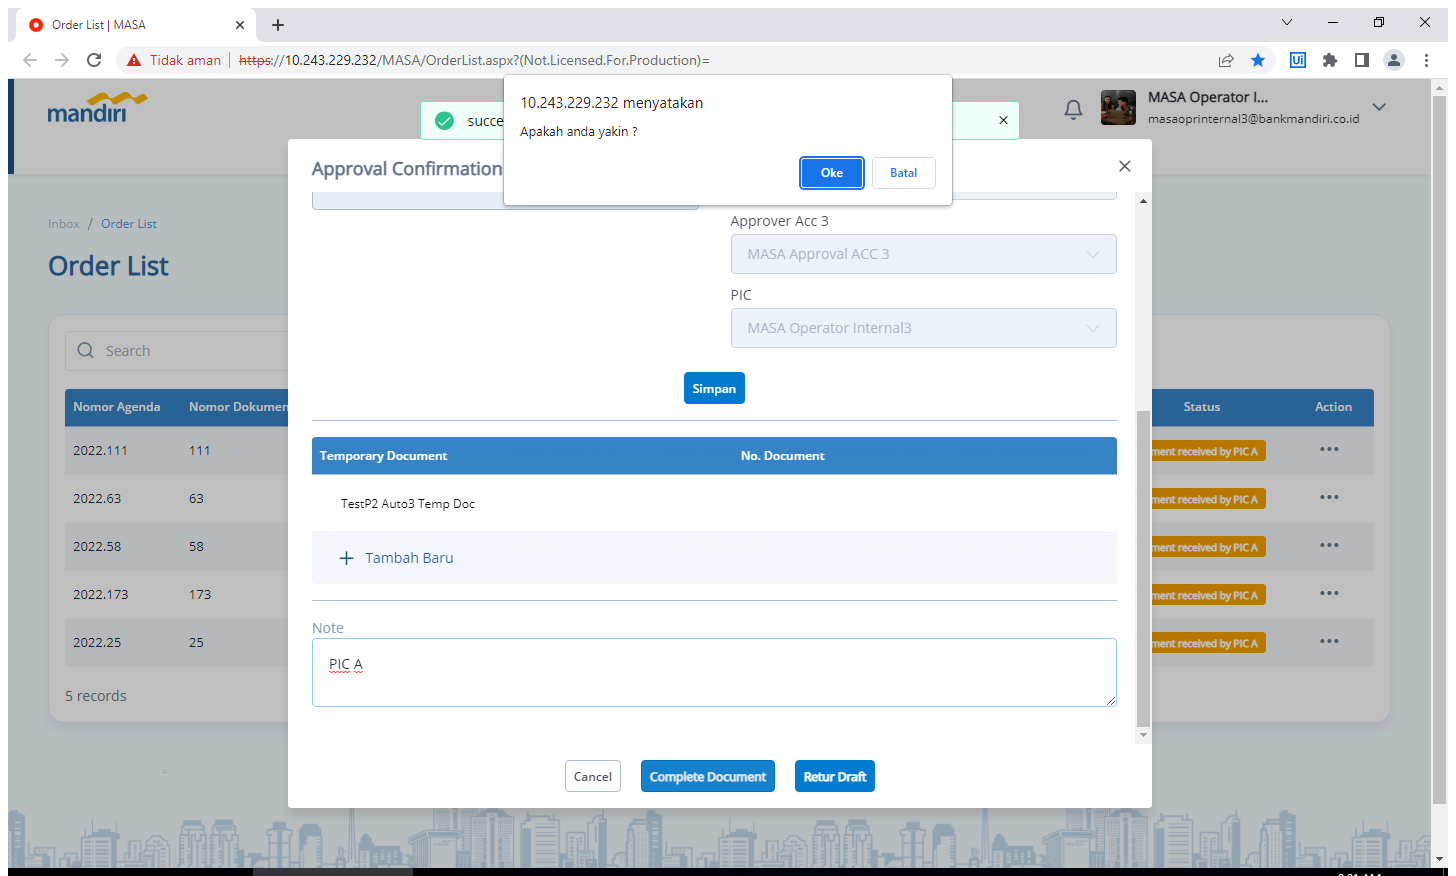 Order List | MASA
Tidak aman
https://10.243.229.232/MASA/OrderList.aspx?(Not.Licensed.For.Production)=
Ui
10.243.229.232 menyatakan
Apakah anda yakin ?
Oke
Batal
mandiri
succe
MASA Operator I...
masaoprinternal3@bankmandiri.co.id
Approval Confirmation
Inbox / Order List
Order List
Approver Acc 3
MASA Approval ACC 3
PIC
MASA Operator Internal3
Search
Simpan
Nomor Agenda
Nomor Dokumen
Status
Action
2022.111
111
ment received by PIC A
2022.63
63
ment received by PIC A
2022.58
58
ment received by PIC A
2022.173
173
ment received by PIC A
2022.25
25
ment received by PIC A
5 records
Temporary Document
No. Document
TestP2 Auto3 Temp Doc
Tambah Baru
Note
PIC A
Cancel
Complete Document
Retur Draft